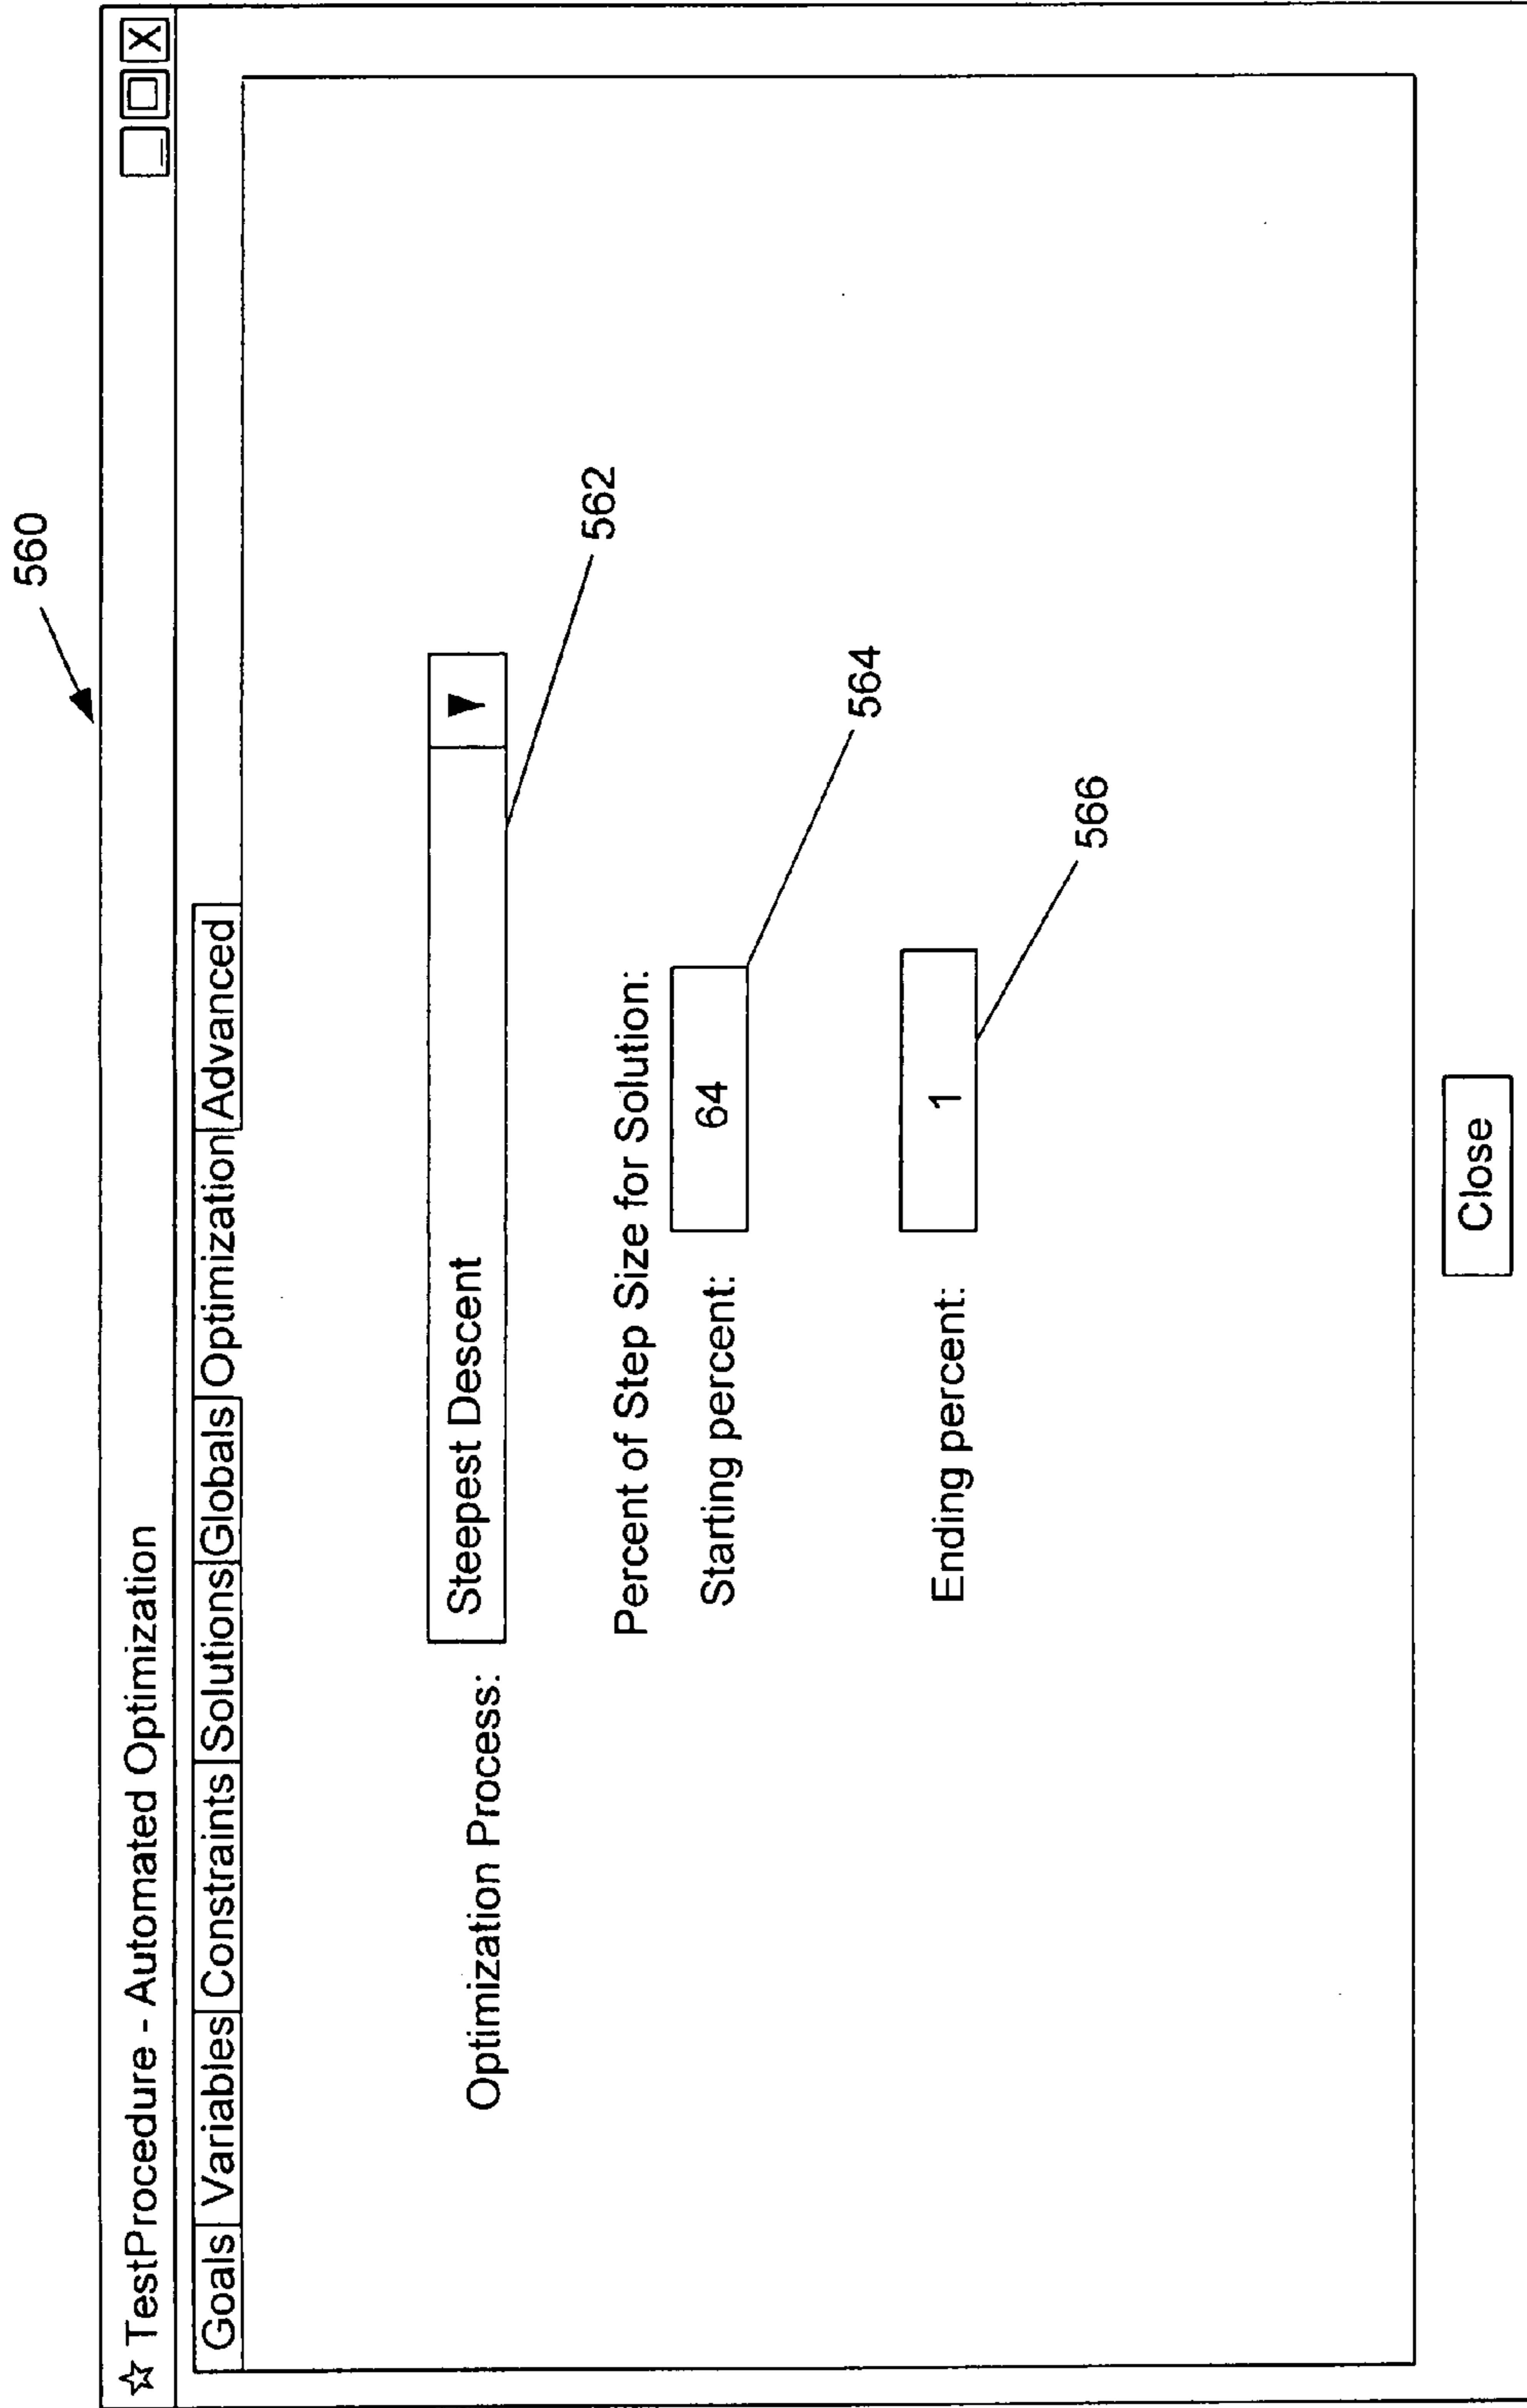 560
☆ TestProcedure - Automated Optimization
Goals Variables Constraints Solutions Globals Optimization Advanced
Optimization Process: Steepest Descent
562
Percent of Step Size for Solution:
Starting percent: 64
564
Ending percent: 1
566
Close